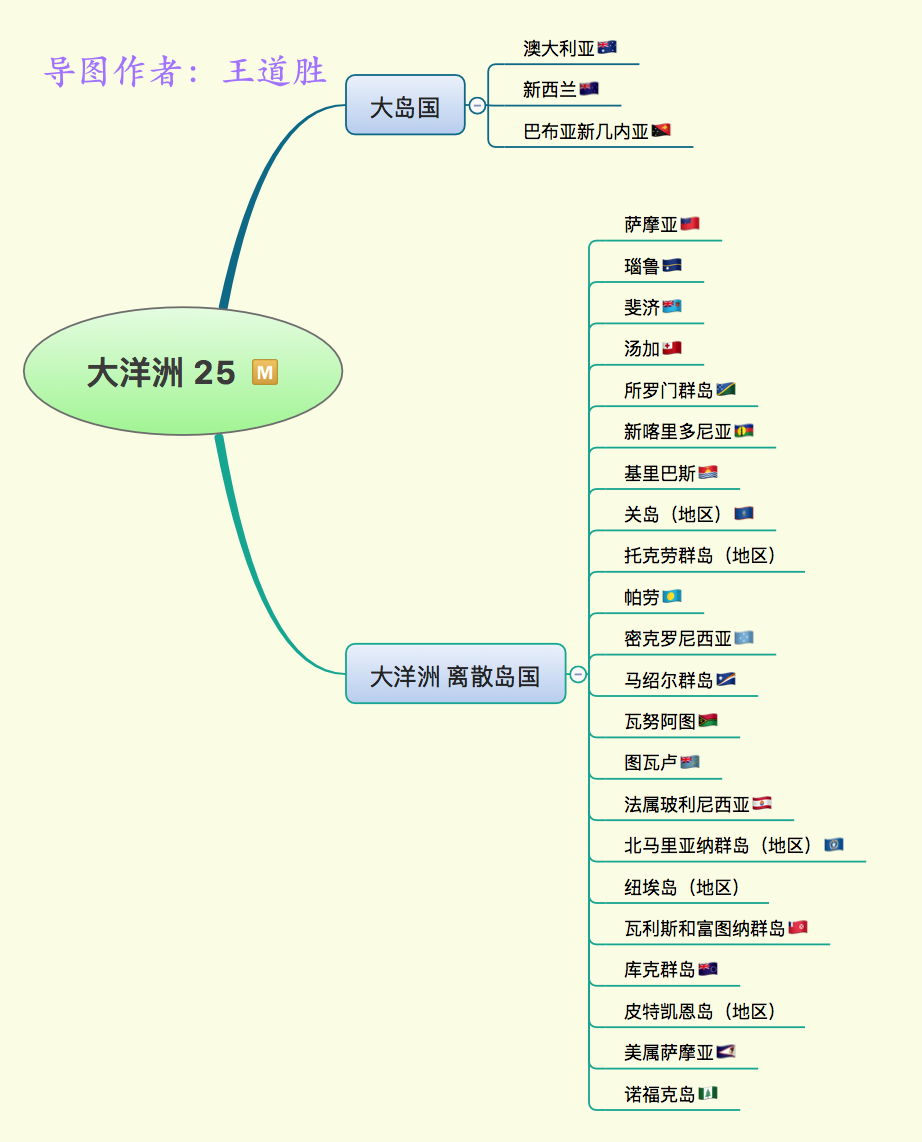 导图作者：王道胜
大岛国
澳大利亚
新西兰
巴布亚新几内亚
大洋洲 25 M
大洋洲 离散岛国
萨摩亚
瑙鲁
斐济
汤加
所罗门群岛
新喀里多尼亚
基里巴斯
关岛（地区）
托克劳群岛（地区）
帕劳
密克罗尼西亚
马绍尔群岛
瓦努阿图
图瓦卢
法属玻利尼西亚
北马里亚纳群岛（地区）
纽埃岛（地区）
瓦利斯和富图纳群岛
库克群岛
皮特凯恩岛（地区）
美属萨摩亚
诺福克岛